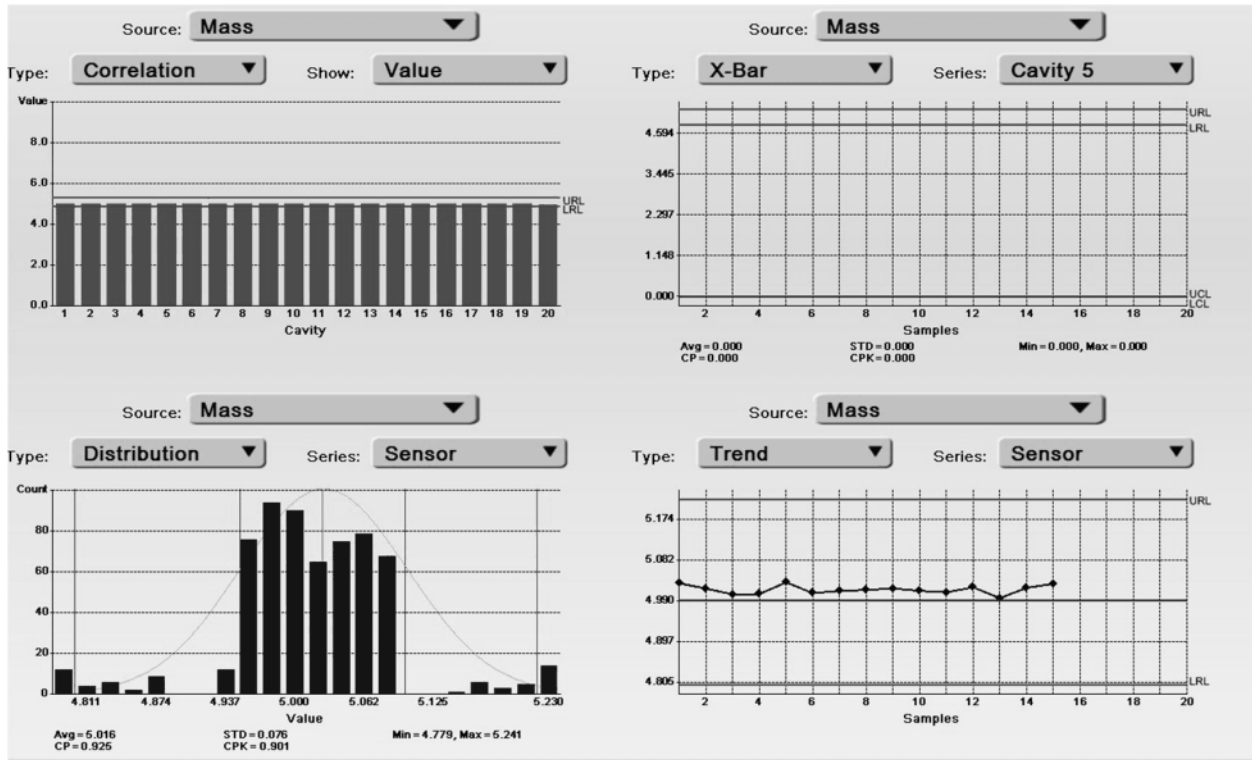 Source: Mass
Type: Correlation Show: Value
Value
8.0
6.0
4.0
2.0
0.0
URL
LRL
1 2 3 4 5 6 7 8 9 10 11 12 13 14 15 16 17 18 19 20
Cavity
Source: Mass
Type: X-Bar Series: Cavity 5
4.594
3.445
2.297
1.148
0.000
URL
LRL
UCL
LCL
2 4 6 8 10 12 14 16 18 20
Samples
Avg=0.000 STD=0.000 Min=0.000, Max=0.000
CP=0.000 CPK=0.000
Source: Mass
Type: Distribution Series: Sensor
Count
80
60
40
20
0
4.811 4.874 4.937 5.000 5.062 5.125 5.230
Value
Avg=5.016 STD=0.076 Min=4.779, Max=5.241
CP=0.925 CPK=0.901
Source: Mass
Type: Trend Series: Sensor
5.174
5.082
4.990
4.897
4.805
URL
LRL
2 4 6 8 10 12 14 16 18 20
Samples